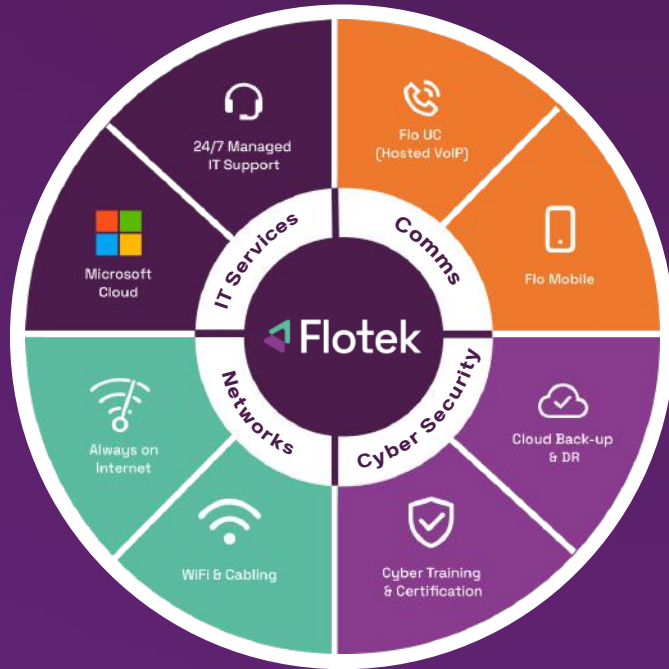 24/7 Managed
IT Support
Flo UC
(Hosted VoIP)
Microsoft
Cloud
Flo Mobile
IT Services
Comms
Flotek
Networks
Cyber Security
Always on
Internet
Cloud Back-up
& DR
WiFi & Cabling
Cyber Training
& Certification